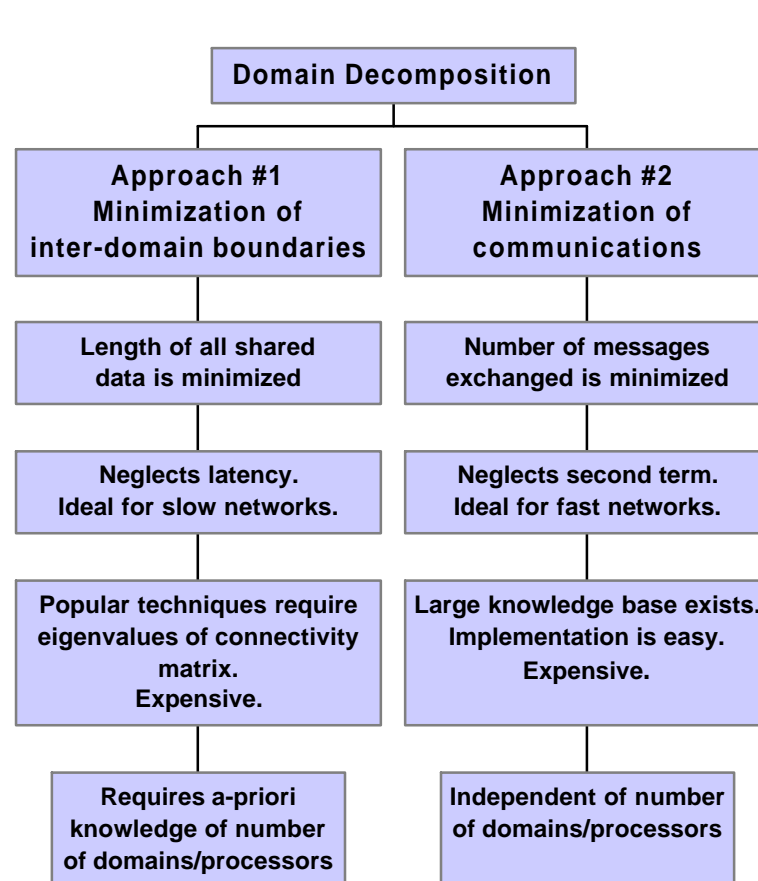 Domain Decomposition
Approach #1
Minimization of
inter-domain boundaries
Length of all shared
data is minimized
Neglects latency.
Ideal for slow networks.
Popular techniques require
eigenvalues of connectivity
matrix.
Expensive.
Requires a-priori
knowledge of number
of domains/processors
Approach #2
Minimization of
communications
Number of messages
exchanged is minimized
Neglects second term.
Ideal for fast networks.
Large knowledge base exists.
Implementation is easy.
Expensive.
Independent of number
of domains/processors